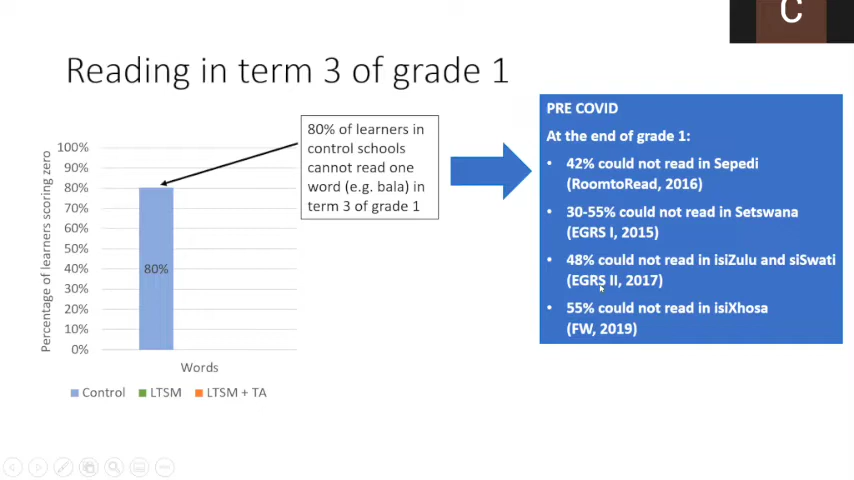 C
Reading in term 3 of grade 1
80% of learners in
control schools
cannot read one
word (e.g. bala) in
term 3 of grade 1
PRE COVID
At the end of grade 1:
• 42% could not read in Sepedi
(RoomtoRead, 2016)
• 30-55% could not read in Setswana
(EGRS I, 2015)
• 48% could not read in isiZulu and siSwati
(EGRS II, 2017)
• 55% could not read in isiXhosa
(FW, 2019)
Percentage of learners scoring zero
100%
90%
80%
70%
60%
50%
40%
30%
20%
10%
0%
80%
Words
Control LTSM LTSM + TA